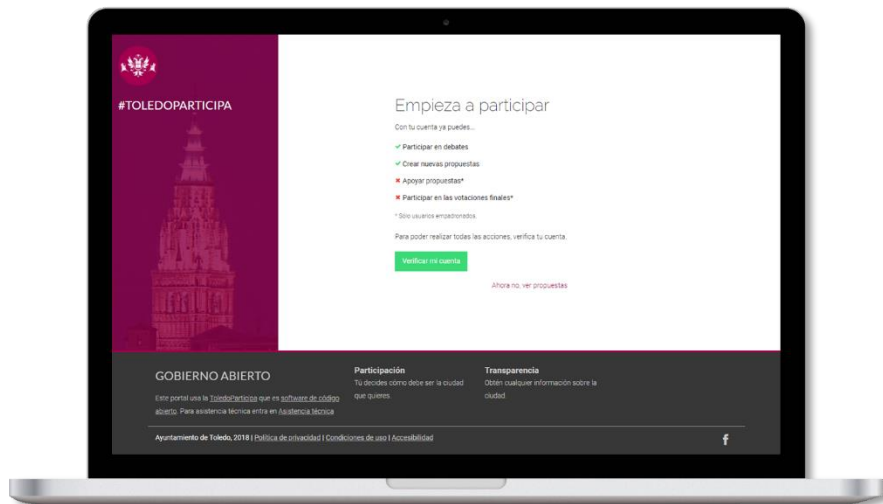 #TOLEDOPARTICIPA
Empieza a participar
Con tu cuenta ya puedes...
Participar en debates
Crear nuevas propuestas
Apoyar propuestas*
Participar en las votaciones finales*
* Sólo usuarios empadronados
Para poder realizar todas las acciones, verifica tu cuenta.
Verificar mi cuenta
Ahora no, ver propuestas
GOBIERNO ABIERTO
Este portal usa la ToledoParticipa que es software de código
abierto. Para asistencia técnica entra en Asistencia técnica
Participación
Tú decides cómo debe ser la ciudad
que quieres.
Transparencia
Obtén cualquier información sobre la
ciudad
Ayuntamiento de Toledo, 2018 | Política de privacidad | Condiciones de uso | Accesibilidad
f